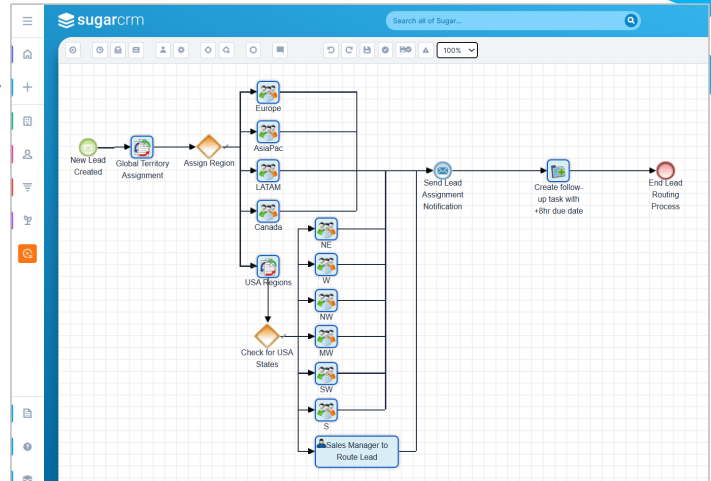 sugarcrm
Search all of Sugar...
100%
Europe
AsiaPac
New Lead
Created
Global Territory
Assignment
Assign Region
LATAM
Send Lead
Assignment
Notification
Create follow-
up task with
+8hr due date
End Lead
Routing
Process
Canada
NE
USA Regions
W
NW
Check for USA
States
MW
SW
S
Sales Manager to
Route Lead